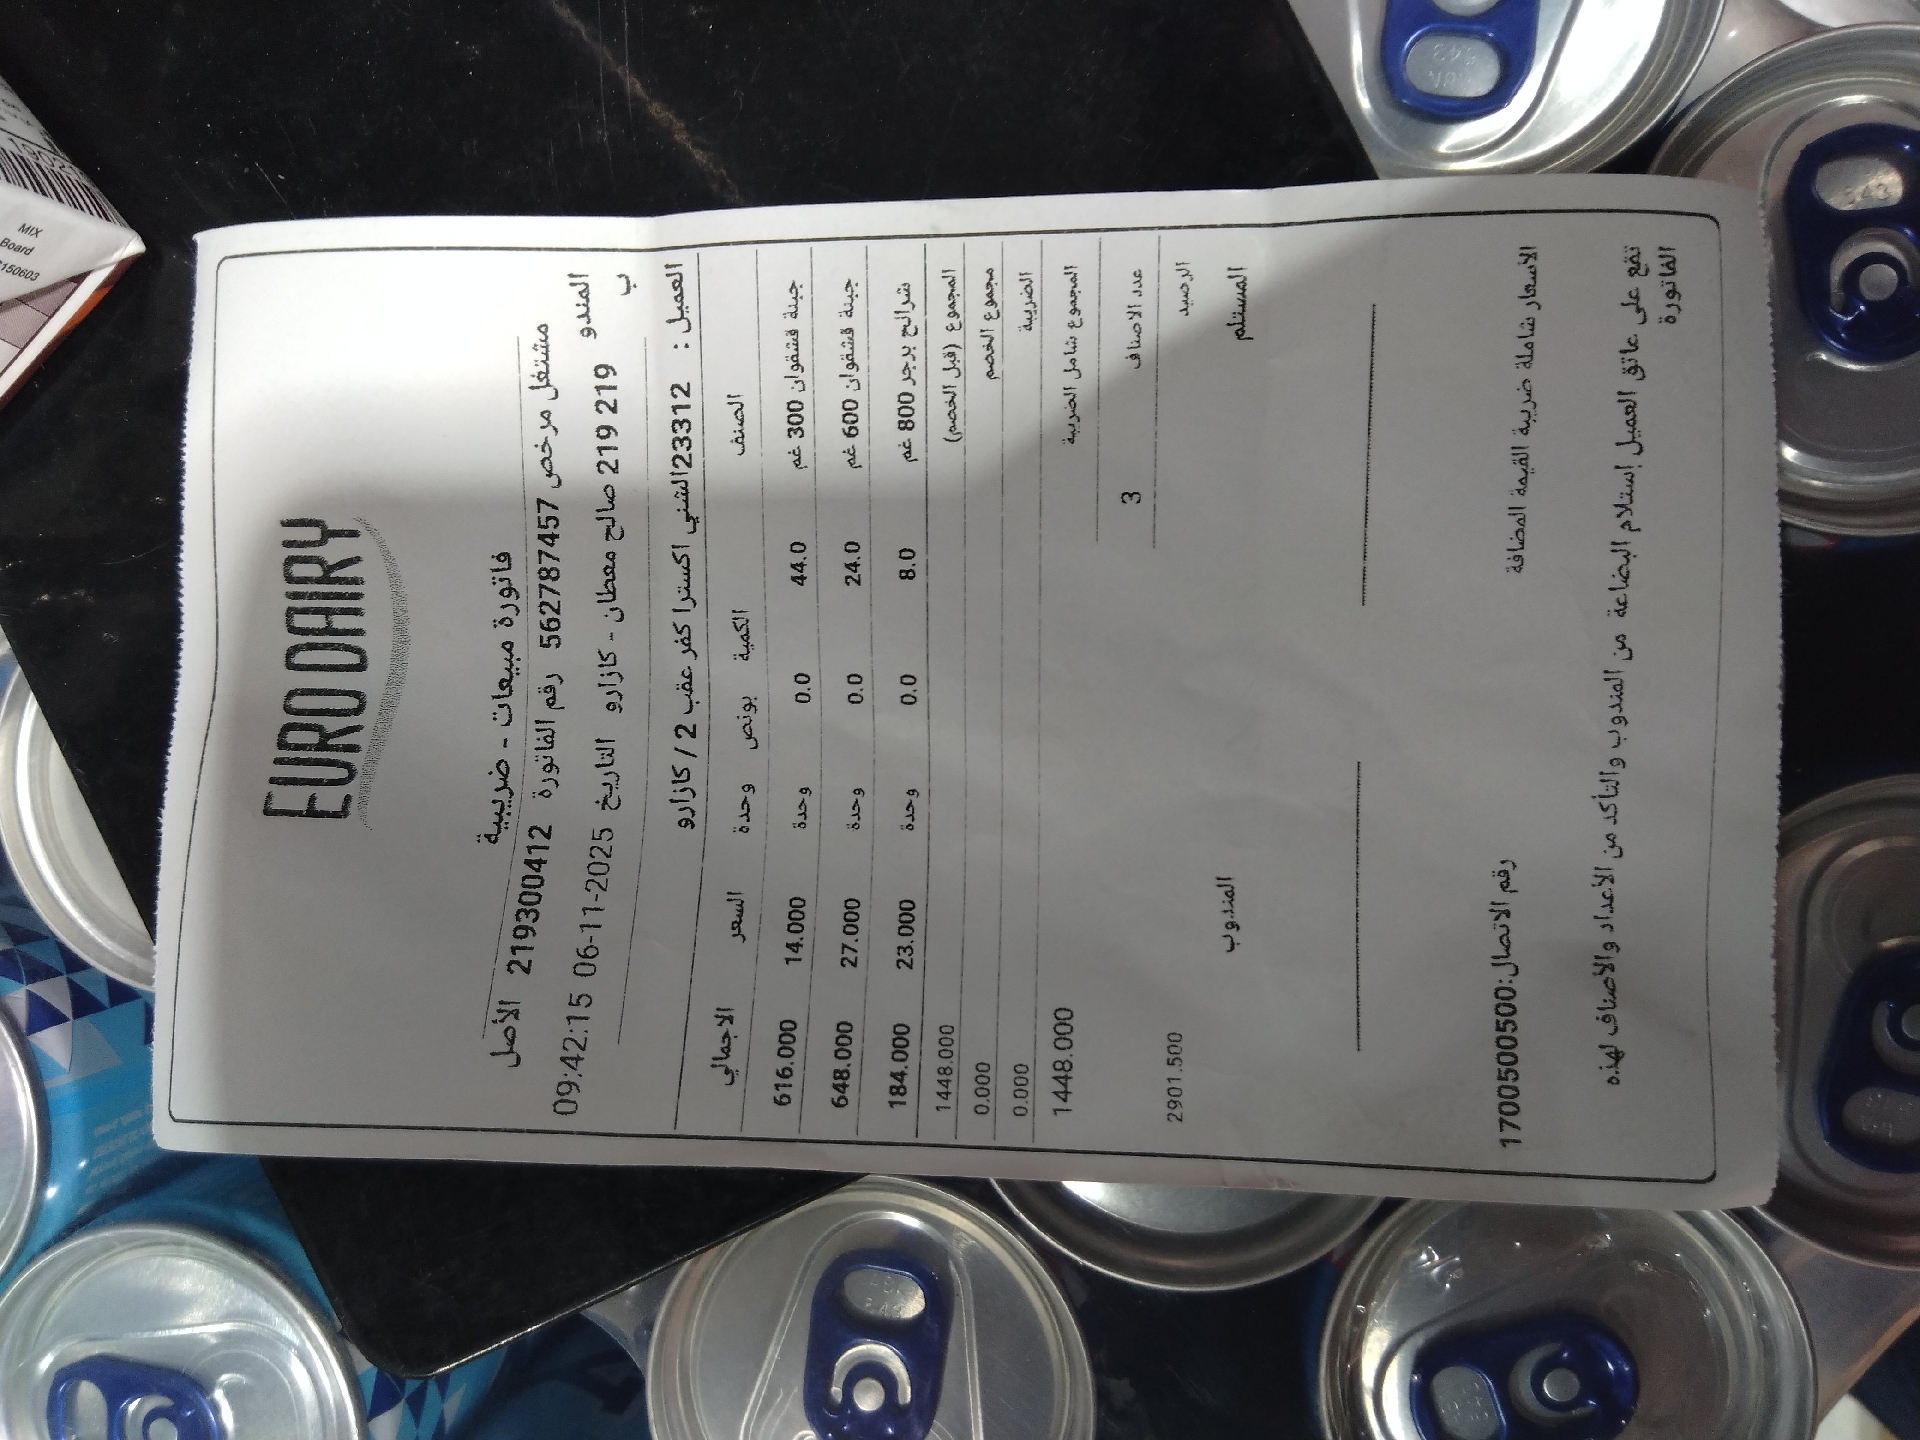 EURO DAIRY
فاتورة مبيعات - ضريبية
مشتغل مرخص 562787457 رقم الفاتورة 219300412 الأصل
المندوب 219 219 صالح معطان - كازارو التاريخ 06-11-2025 09:42:15
العميل : 23312الشني اكسترا كفر عقب 2 / كازارو
الصنف الكمية بونص وحدة السعر الاجمالي
جبنة قشقوان 300 غم 44.0 0.0 وحدة 14.000 616.000
جبنة قشقوان 600 غم 24.0 0.0 وحدة 27.000 648.000
شرائح برجر 800 غم 8.0 0.0 وحدة 23.000 184.000
المجموع (قبل الخصم) 1448.000
مجموع الخصم 0.000
الضريبة 0.000
المجموع شامل الضريبة 1448.000
عدد الاصناف 3
الرصيد 2901.500
المستلم المندوب
الأسعار شاملة ضريبة القيمة المضافة رقم الاتصال:1700500500
تقع على عاتق العميل إستلام البضاعة من المندوب والتأكد من الأعداد والأصناف لهذه
الفاتورة
MIX
Board
150603